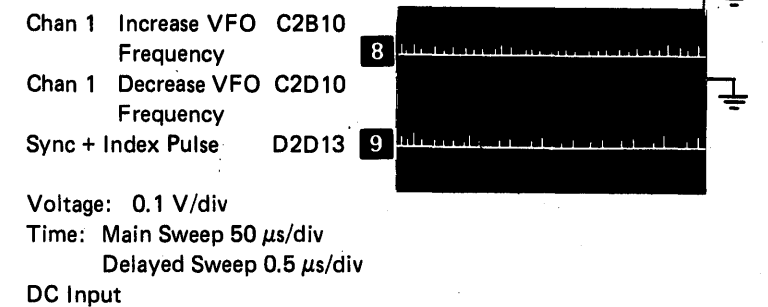 Chan 1 Increase VFO C2B10
Frequency
8
Chan 1 Decrease VFO C2D10
Frequency
Sync + Index Pulse D2D13 9
Voltage: 0.1 V/div
Time: Main Sweep 50 μs/div
Delayed Sweep 0.5 μs/div
DC Input